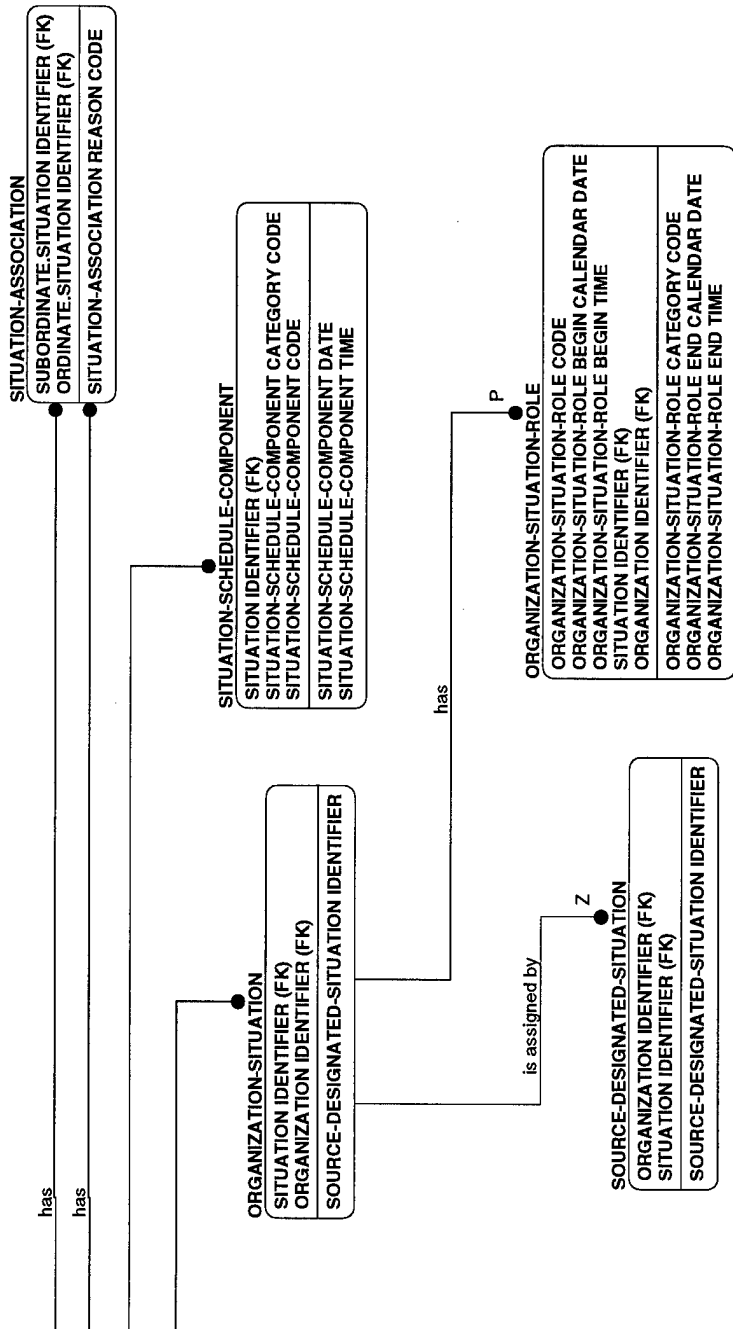 SITUATION-ASSOCIATION
SUBORDINATE.SITUATION IDENTIFIER (FK)
ORDINATE.SITUATION IDENTIFIER (FK)
SITUATION-ASSOCIATION REASON CODE
has
has
SITUATION-SCHEDULE-COMPONENT
SITUATION IDENTIFIER (FK)
SITUATION-SCHEDULE-COMPONENT CATEGORY CODE
SITUATION-SCHEDULE-COMPONENT CODE
SITUATION-SCHEDULE-COMPONENT DATE
SITUATION-SCHEDULE-COMPONENT TIME
ORGANIZATION-SITUATION
SITUATION IDENTIFIER (FK)
ORGANIZATION IDENTIFIER (FK)
SOURCE-DESIGNATED-SITUATION IDENTIFIER
has
P
ORGANIZATION-SITUATION-ROLE
ORGANIZATION-SITUATION-ROLE CODE
ORGANIZATION-SITUATION-ROLE BEGIN CALENDAR DATE
ORGANIZATION-SITUATION-ROLE BEGIN TIME
SITUATION IDENTIFIER (FK)
ORGANIZATION IDENTIFIER (FK)
ORGANIZATION-SITUATION-ROLE CATEGORY CODE
ORGANIZATION-SITUATION-ROLE END CALENDAR DATE
ORGANIZATION-SITUATION-ROLE END TIME
is assigned by
Z
SOURCE-DESIGNATED-SITUATION
ORGANIZATION IDENTIFIER (FK)
SITUATION IDENTIFIER (FK)
SOURCE-DESIGNATED-SITUATION IDENTIFIER